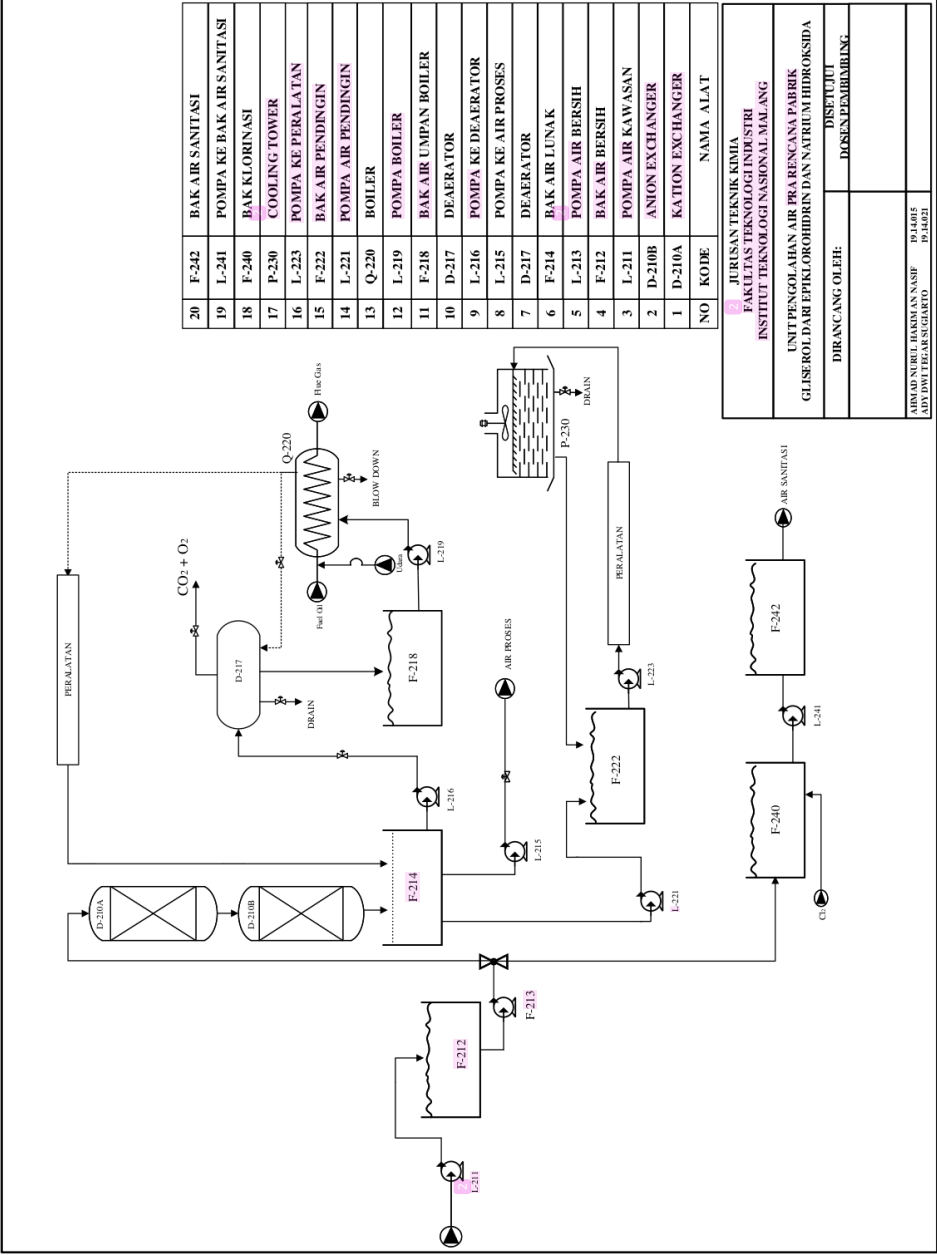 PERALATAN
CO2 + O2
D-210A
D-210B
D-217
DRAIN
Q-220
Flue Gas
Fuel Oil
Udara
BLOW DOWN
L-219
F-218
L-216
F-214
L-215
AIR PROSES
L-221
F-222
L-223
PERALATAN
P-230
DRAIN
L-211
F-212
F-213
Cl2
F-240
L-241
F-242
AIR SANITASI
20 F-242 BAK AIR SANITASI
19 L-241 POMPA KE BAK AIR SANITASI
18 F-240 BAK KLORINASI
17 P-230 COOLING TOWER
16 L-223 POMPA KE PERALATAN
15 F-222 BAK AIR PENDINGIN
14 L-221 POMPA AIR PENDINGIN
13 Q-220 BOILER
12 L-219 POMPA BOILER
11 F-218 BAK AIR UMPAN BOILER
10 D-217 DEAERATOR
9 L-216 POMPA KE DEAERATOR
8 L-215 POMPA KE AIR PROSES
7 D-217 DEAERATOR
6 F-214 BAK AIR LUNAK
5 L-213 POMPA AIR BERSIH
4 F-212 BAK AIR BERSIH
3 L-211 POMPA AIR KAWASAN
2 D-210B ANION EXCHANGER
1 D-210A KATION EXCHANGER
NO KODE NAMA ALAT
2 JURUSAN TEKNIK KIMIA
FAKULTAS TEKNOLOGI INDUSTRI
INSTITUT TEKNOLOGI NASIONAL MALANG
UNIT PENGOLAHAN AIR PRA RENCANA PABRIK
GLISEROL DARI EPIKLOROHIDRIN DAN NATRIUM HIDROKSIDA
DIRANCANG OLEH:
DISETUJUI
DOSEN PEMBIMBING
AHMAD NURUL HAKIM AN NASIF 19.14.015
ADY DWI TEGAR SUGIARTO 19.14.021